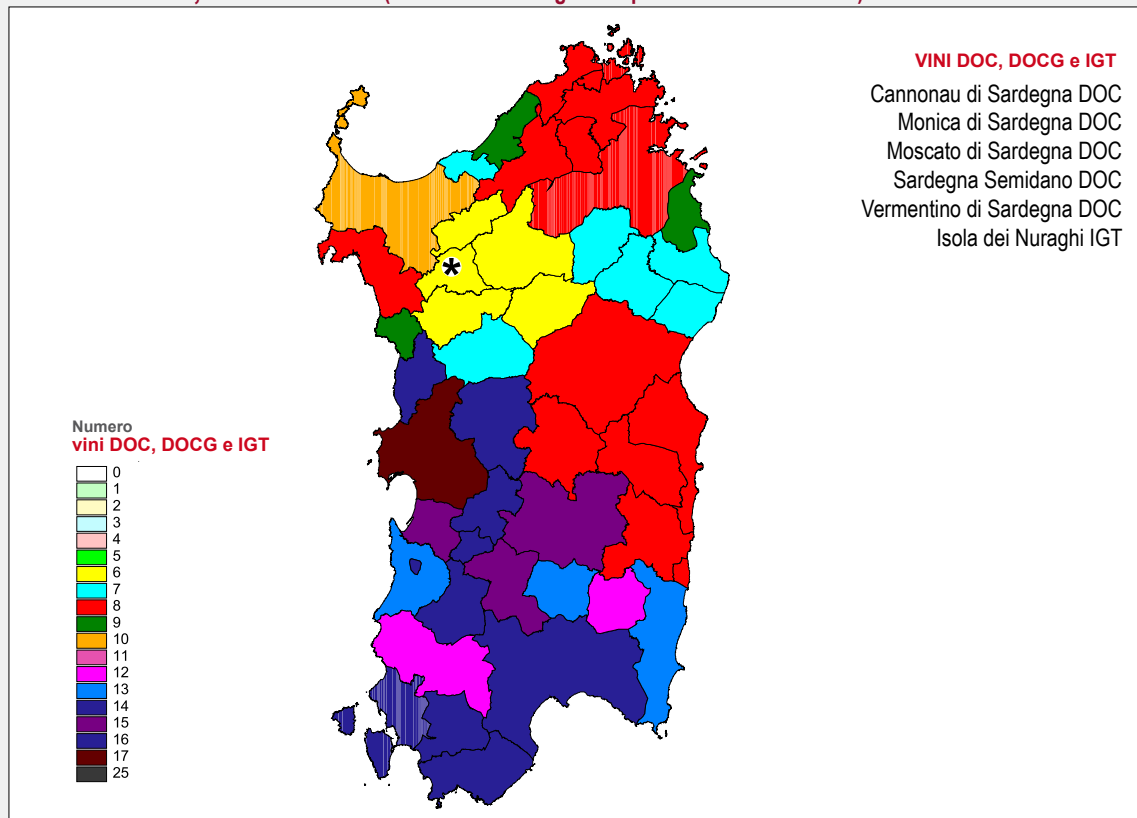 VINI DOC, DOCG e IGT
Cannonau di Sardegna DOC
Monica di Sardegna DOC
Moscato di Sardegna DOC
Sardegna Semidano DOC
Vermentino di Sardegna DOC
Isola dei Nuraghi IGT
Numero
vini DOC, DOCG e IGT
0
1
2
3
4
5
6
7
8
9
10
11
12
13
14
15
16
17
25